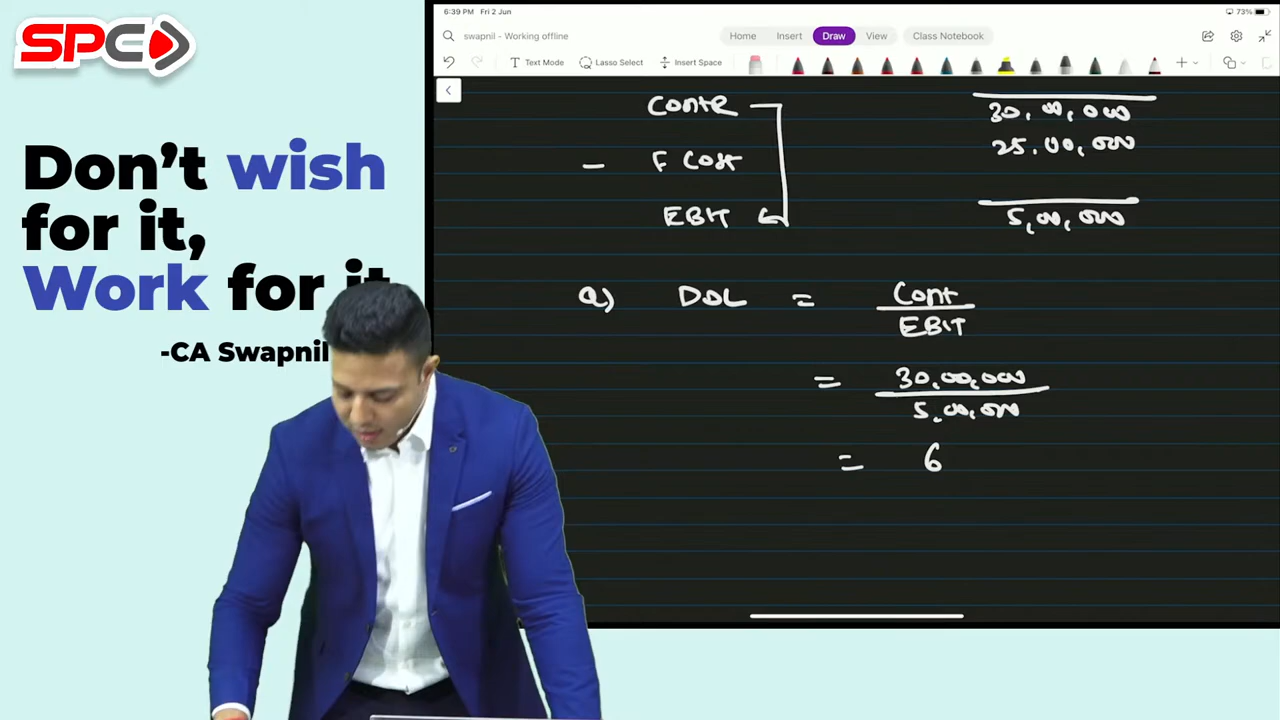 SPC
Don't wish
for it,
Work for it
-CA Swapnil
6:39 PM Fri 2 Jun
73%
swapnil - Working offline
Home Insert Draw View Class Notebook
Text Mode Lasso Select Insert Space
Contr 30,00,000
- F Cost 25,00,000
EBIT 5,00,000
a) DOL = Cont
EBIT
= 30,00,000
5,00,000
= 6